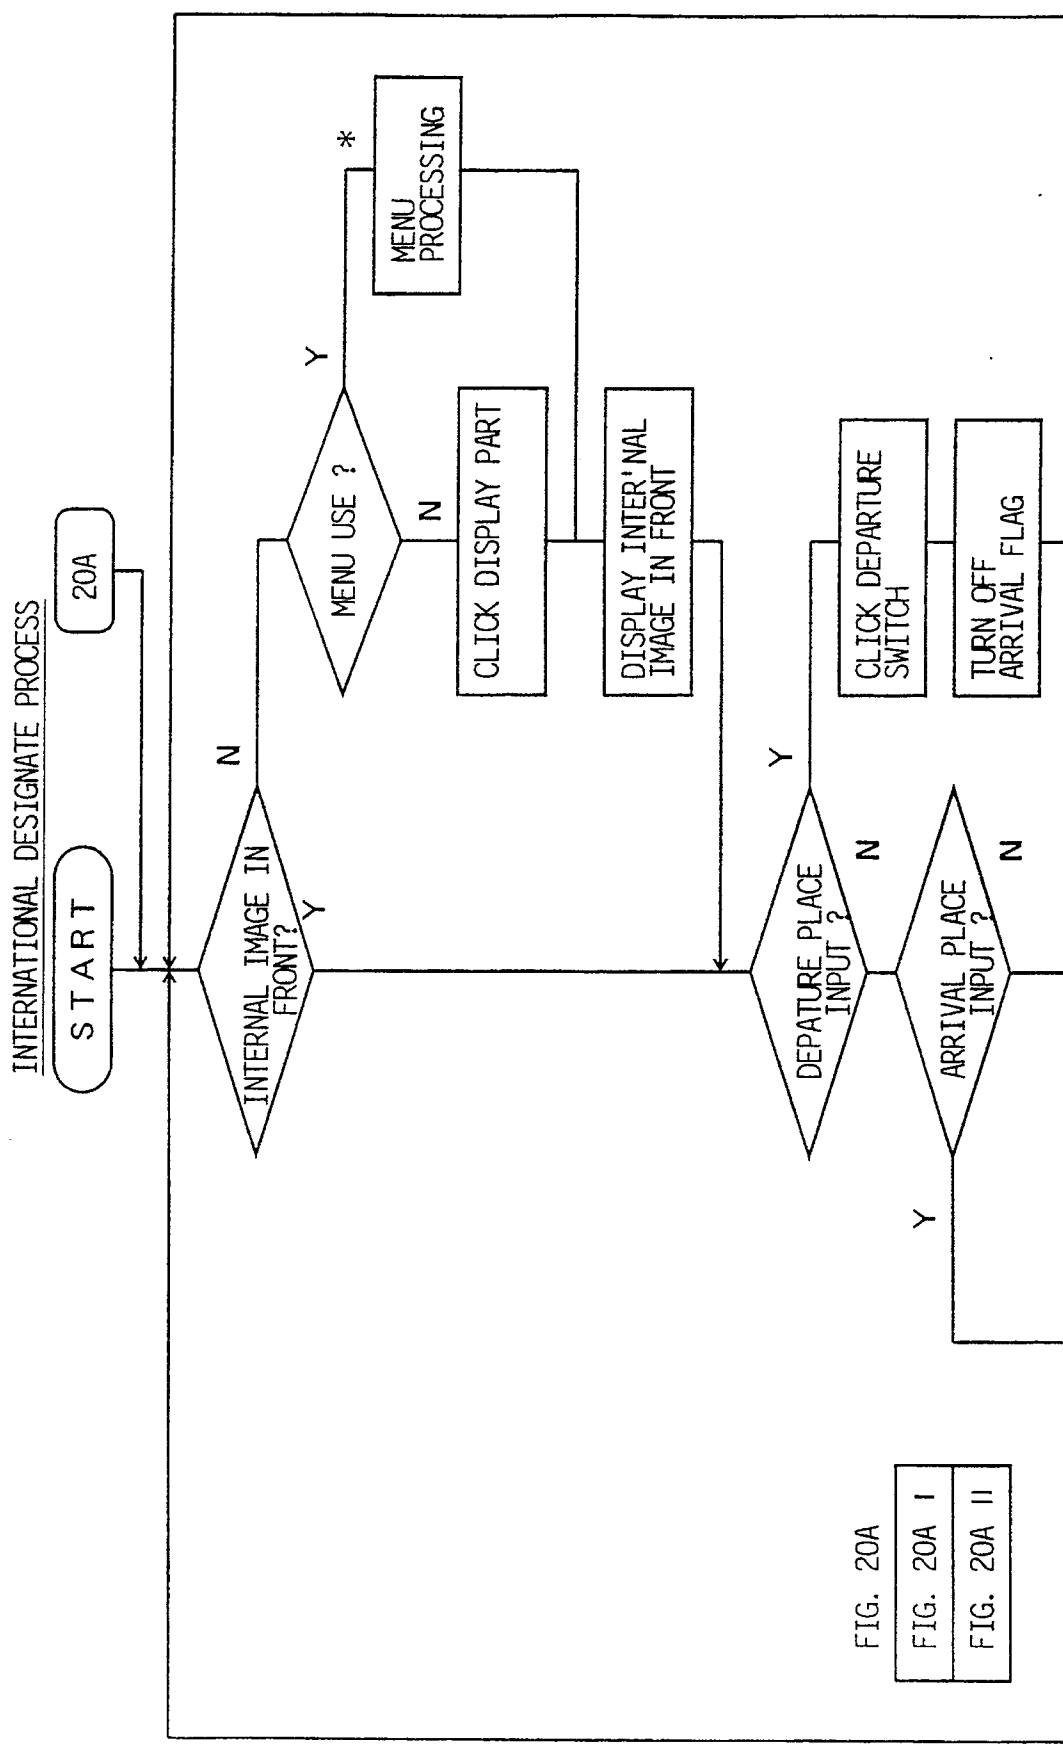 INTERNATIONAL DESIGNATE PROCESS
START
20A
INTERNAL IMAGE IN
FRONT?
N
Y
MENU USE ?
Y
N
*
MENU
PROCESSING
CLICK DISPLAY PART
DISPLAY INTER'NAL
IMAGE IN FRONT
DEPATURE PLACE
INPUT ?
Y
N
CLICK DEPARTURE
SWITCH
TURN OFF
ARRIVAL FLAG
ARRIVAL PLACE
INPUT ?
Y
N
FIG. 20A
FIG. 20A I
FIG. 20A II